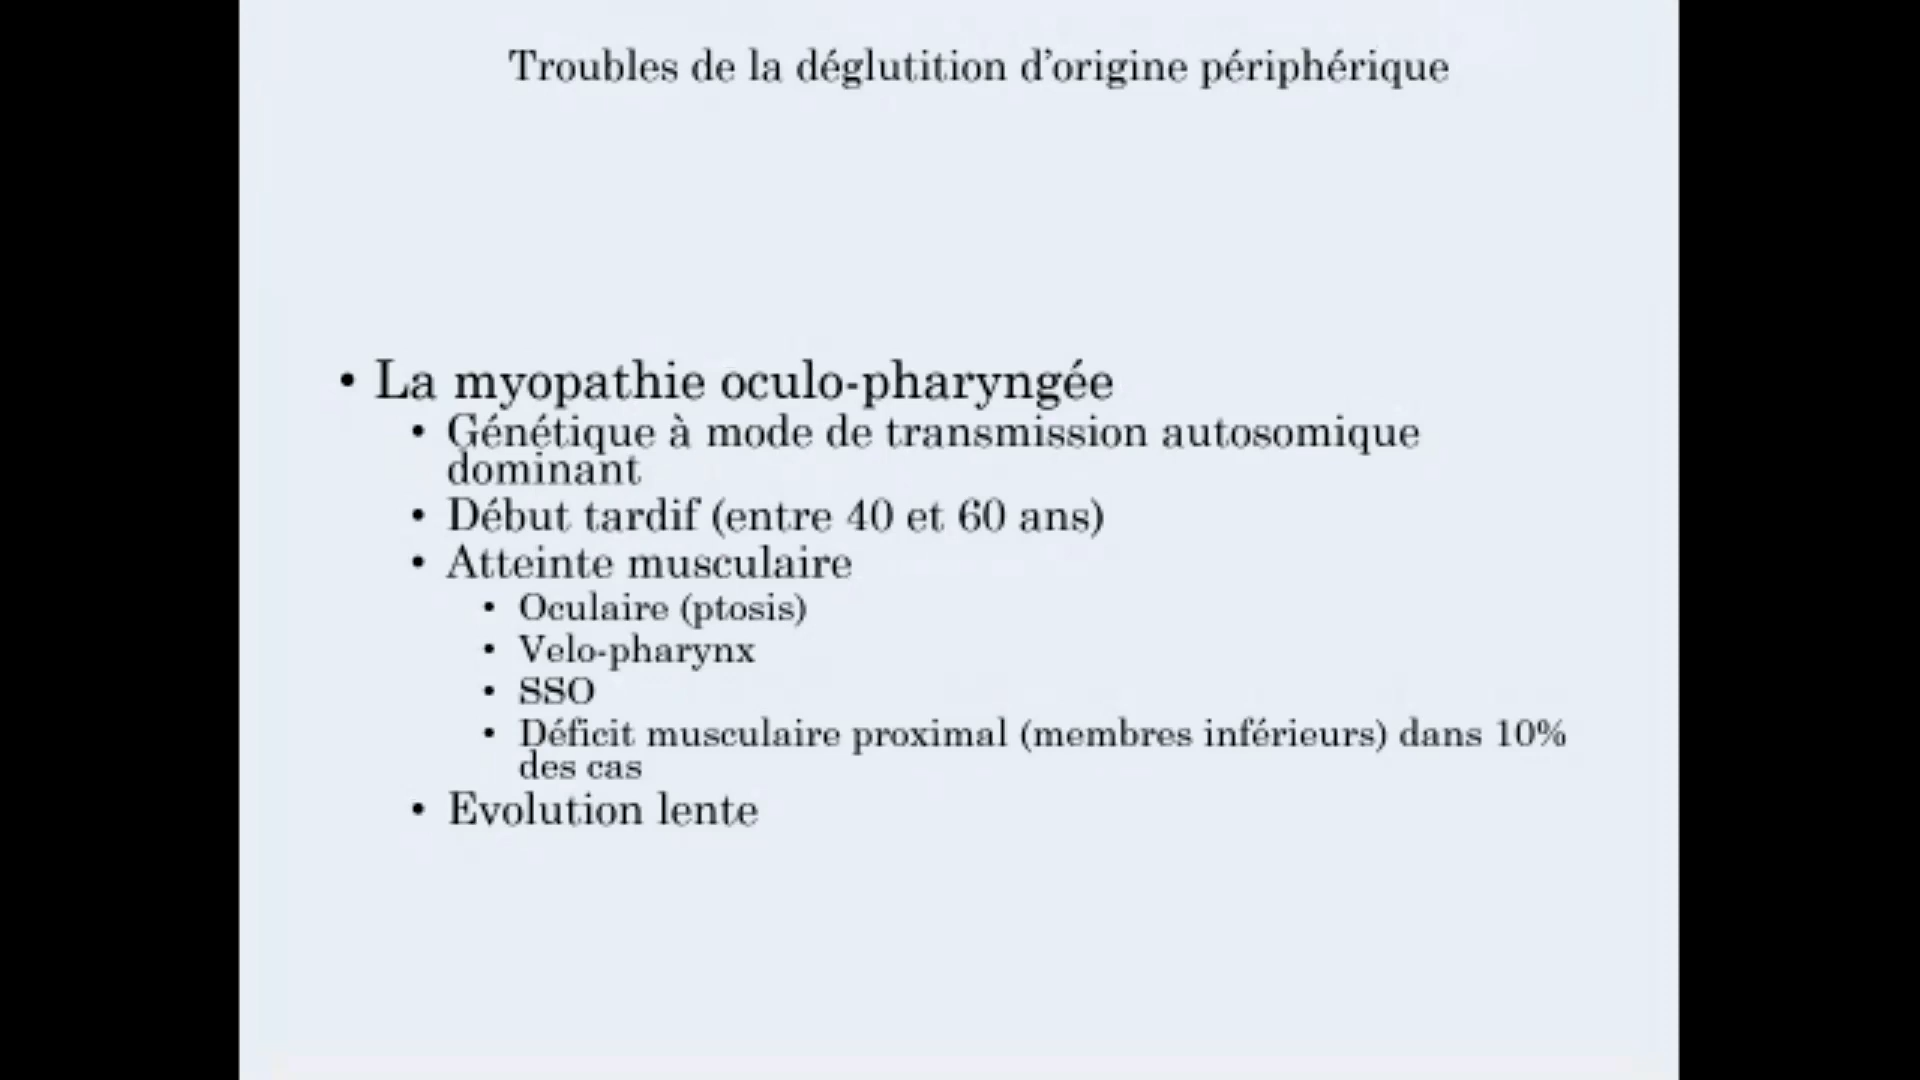 Troubles de la déglutition d'origine périphérique
• La myopathie oculo-pharyngée
• Génétique à mode de transmission autosomique
dominant
• Début tardif (entre 40 et 60 ans)
• Atteinte musculaire
• Oculaire (ptosis)
• Velo-pharynx
• SSO
• Déficit musculaire proximal (membres inférieurs) dans 10%
des cas
• Evolution lente